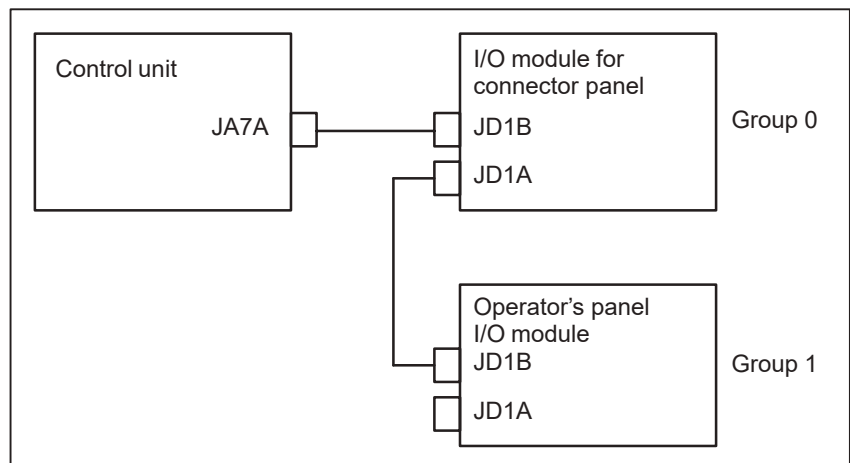 Control unit
JA7A
I/O module for
connector panel
JD1B
JD1A
Group 0
Operator’s panel
I/O module
JD1B
JD1A
Group 1